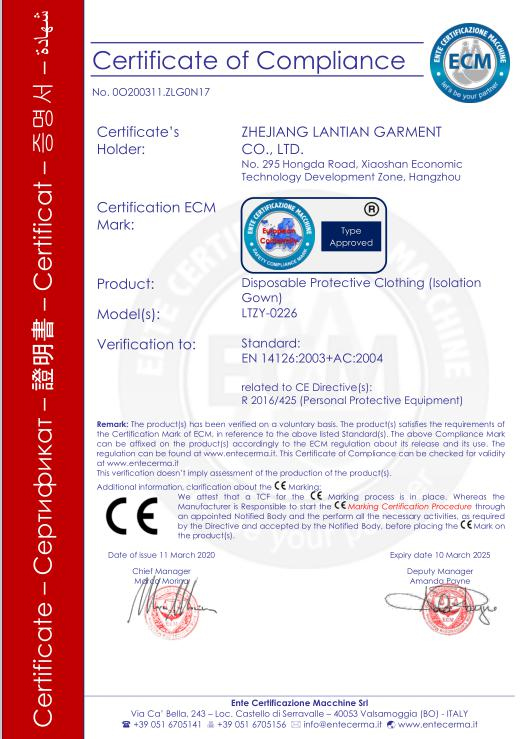 Certificate – Сертификат – 證明書 – Certificat – 증명서 – شهادة
Certificate of Compliance
ENTE CERTIFICAZIONE MACCHINE
ECM
let's be your partner
No. 0O200311.ZLG0N17
Certificate's
Holder:
ZHEJIANG LANTIAN GARMENT
CO., LTD.
No. 295 Hongda Road, Xiaoshan Economic
Technology Development Zone, Hangzhou
Certification ECM
Mark:
ENTE CERTIFICAZIONE MACCHINE
European
Conformity
SAFETY COMPLIANCE MARK
®
Type
Approved
Product:
Disposable Protective Clothing (Isolation
Gown)
Model(s):
LTZY-0226
Verification to:
Standard:
EN 14126:2003+AC:2004
related to CE Directive(s):
R 2016/425 (Personal Protective Equipment)
Remark: The product(s) has been verified on a voluntary basis. The product(s) satisfies the requirements of
the Certification Mark of ECM, in reference to the above listed Standard(s). The above Compliance Mark
can be affixed on the product(s) accordingly to the ECM regulation about its release and its use. The
regulation can be found at www.entecerma.it. This Certificate of Compliance can be checked for validity
at www.entecerma.it
This verification doesn't imply assessment of the production of the product(s).
Additional information, clarification about the CE Marking:
CE
We attest that a TCF for the CE Marking process is in place. Whereas the
Manufacturer is Responsible to start the CE Marking Certification Procedure through
an appointed Notified Body and the perform all the necessary activities, as required
by the Directive and accepted by the Notified Body, before placing the CE Mark on
the product(s).
Date of issue 11 March 2020
Expiry date 10 March 2025
Chief Manager
Marco Morina
Deputy Manager
Amanda Payne
ECM
Ente Certificazione Macchine Srl
Via Ca' Bella, 243 – Loc. Castello di Serravalle – 40053 Valsamoggia (BO) - ITALY
☎ +39 051 6705141 +39 051 6705156 ✉ info@entecerma.it www.entecerma.it